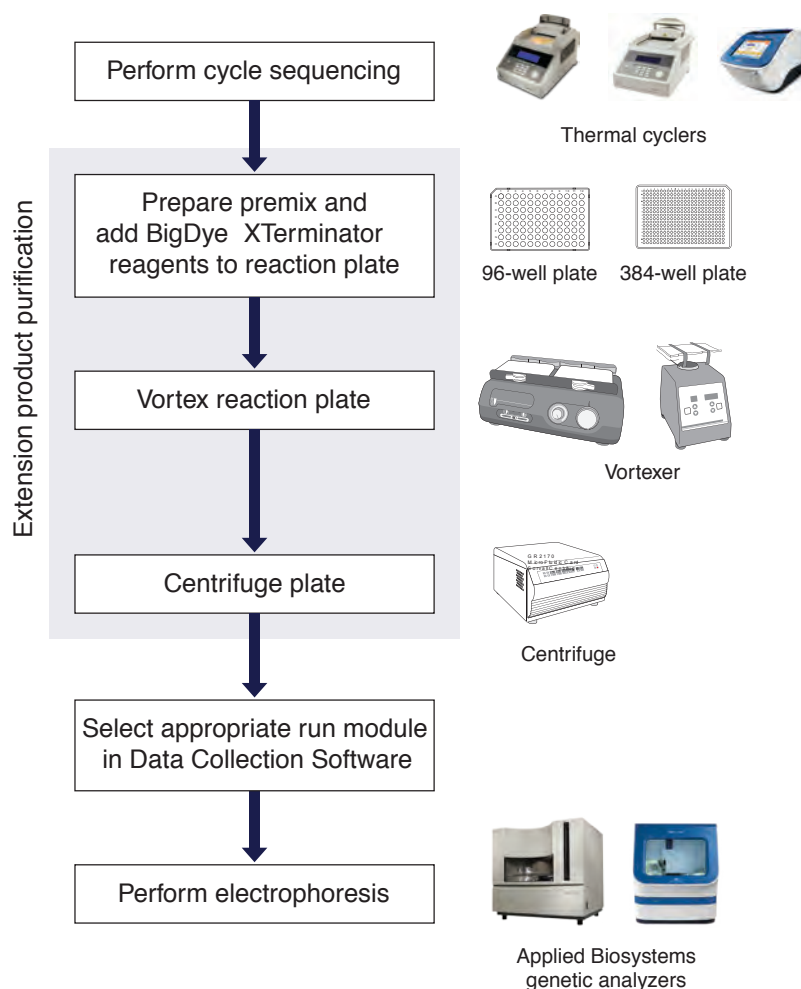 Perform cycle sequencing
Thermal cyclers
Extension product purification
Prepare premix and
add BigDye XTerminator
reagents to reaction plate
96-well plate
384-well plate
Vortex reaction plate
Vortexer
GR2170
Centrifuge plate
Centrifuge
Select appropriate run module
in Data Collection Software
Perform electrophoresis
Applied Biosystems
genetic analyzers